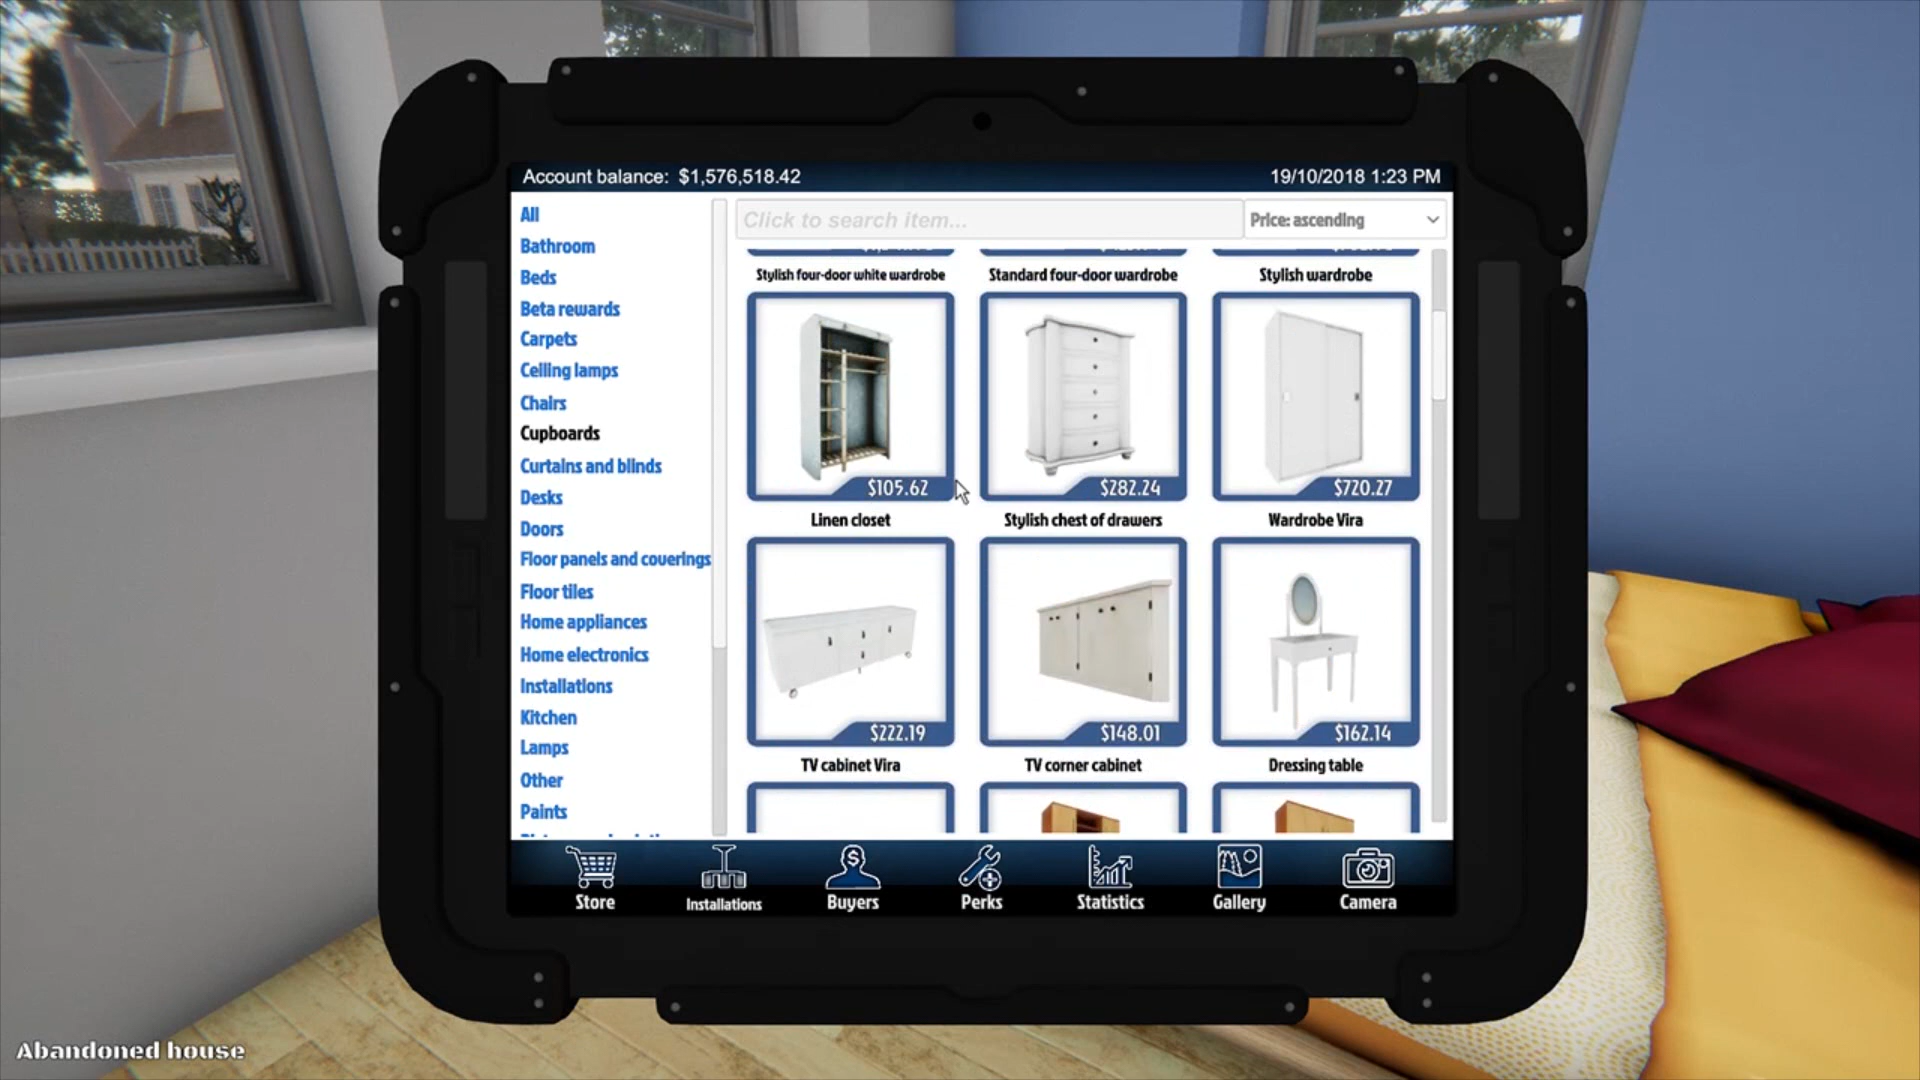 Account balance: $1,576,518.42
19/10/2018 1:23 PM
All
Bathroom
Beds
Beta rewards
Carpets
Ceiling lamps
Chairs
Cupboards
Curtains and blinds
Desks
Doors
Floor panels and coverings
Floor tiles
Home appliances
Home electronics
Installations
Kitchen
Lamps
Other
Paints
Click to search item...
Price: ascending
Stylish four-door white wardrobe
Standard four-door wardrobe
Stylish wardrobe
$105.62
$282.24
$720.27
Linen closet
Stylish chest of drawers
Wardrobe Vira
$222.19
$148.01
$162.14
TV cabinet Vira
TV corner cabinet
Dressing table
Store
Installations
Buyers
Perks
Statistics
Gallery
Camera
Abandoned house